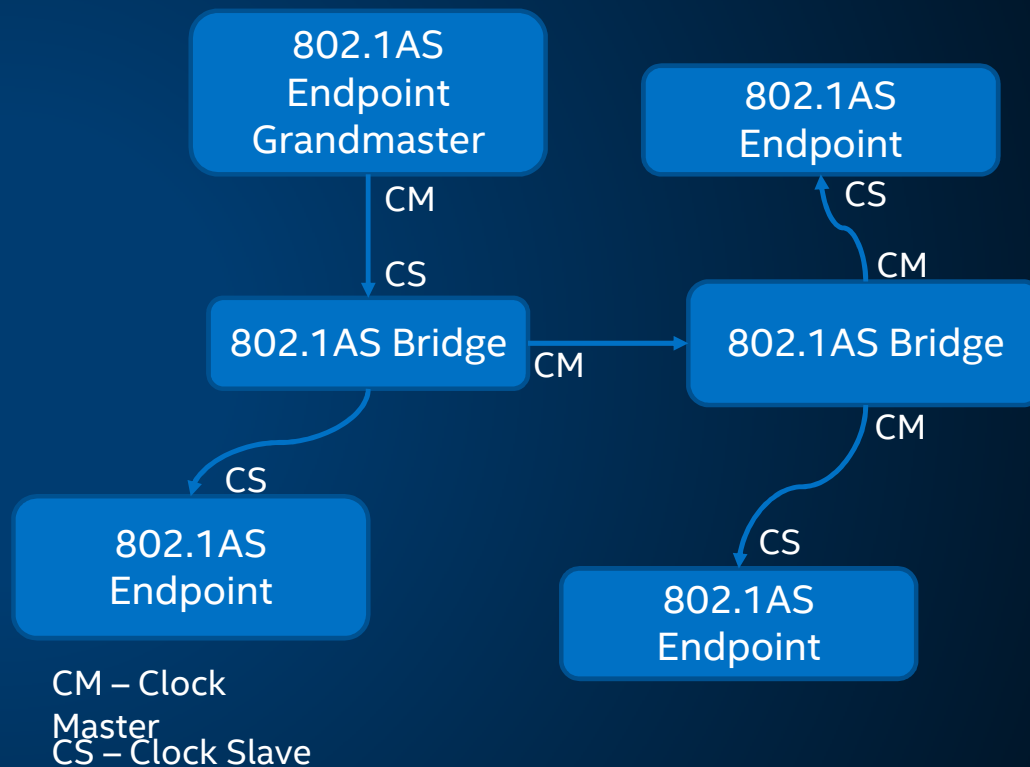 802.1AS
Endpoint
Grandmaster
802.1AS
Endpoint
CM
CS
CS
CM
802.1AS Bridge
CM
802.1AS Bridge
CM
CS
CS
802.1AS
Endpoint
802.1AS
Endpoint
CM – Clock
Master
CS – Clock Slave